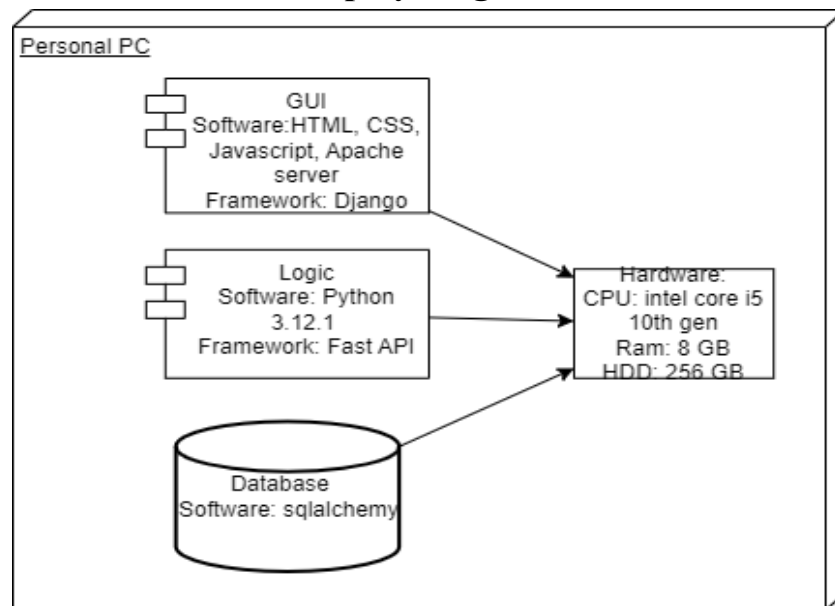 Personal PC
GUI
Software:HTML, CSS,
Javascript, Apache
server
Framework: Django
Logic
Software: Python
3.12.1
Framework: Fast API
Hardware:
CPU: intel core i5
10th gen
Ram: 8 GB
HDD: 256 GB
Database
Software: sqlalchemy